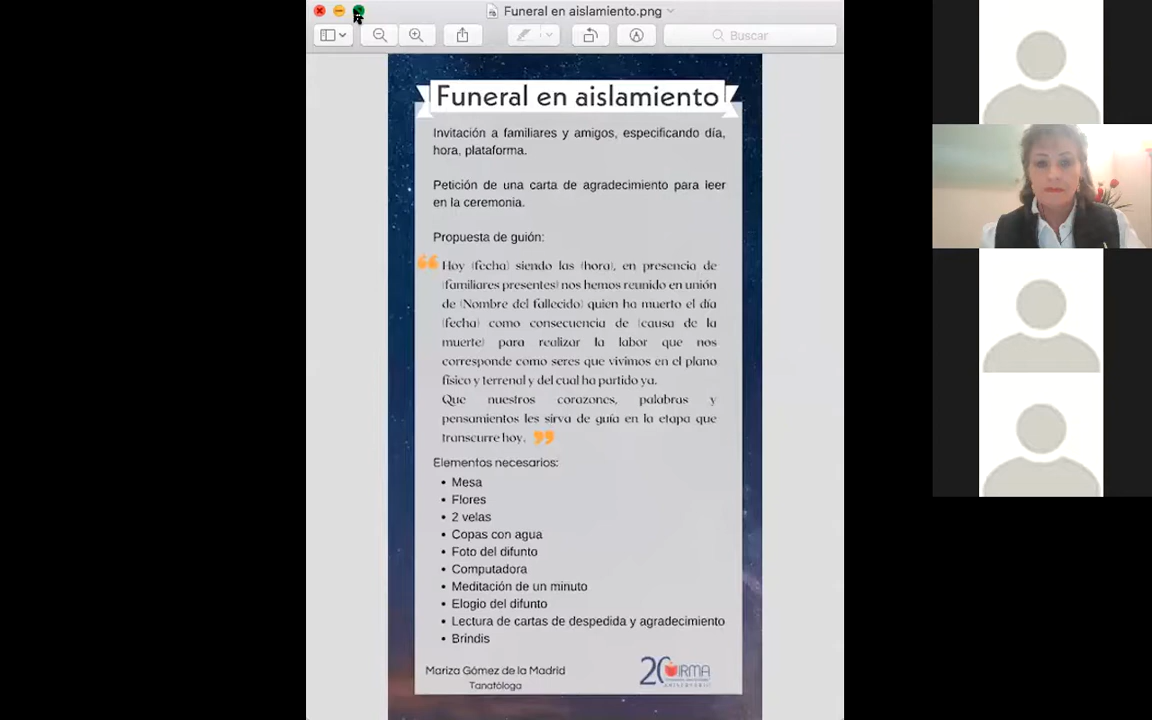 Funeral en aislamiento.png
Buscar
Funeral en aislamiento
Invitación a familiares y amigos, especificando día,
hora, plataforma.
Petición de una carta de agradecimiento para leer
en la ceremonia.
Propuesta de guión:
“ Hoy (fecha) siendo las (hora), en presencia de
(familiares presentes) nos hemos reunido en unión
de (Nombre del fallecido) quien ha muerto el día
(fecha) como consecuencia de (causa de la
muerte) para realizar la labor que nos
corresponde como seres que vivimos en el plano
físico y terrenal y del cual ha partido ya.
Que nuestros corazones, palabras y
pensamientos les sirva de guía en la etapa que
transcurre hoy. ”
Elementos necesarios:
• Mesa
• Flores
• 2 velas
• Copas con agua
• Foto del difunto
• Computadora
• Meditación de un minuto
• Elogio del difunto
• Lectura de cartas de despedida y agradecimiento
• Brindis
Mariza Gómez de la Madrid
Tanatóloga
20 IRMA
ANIVERSARIO